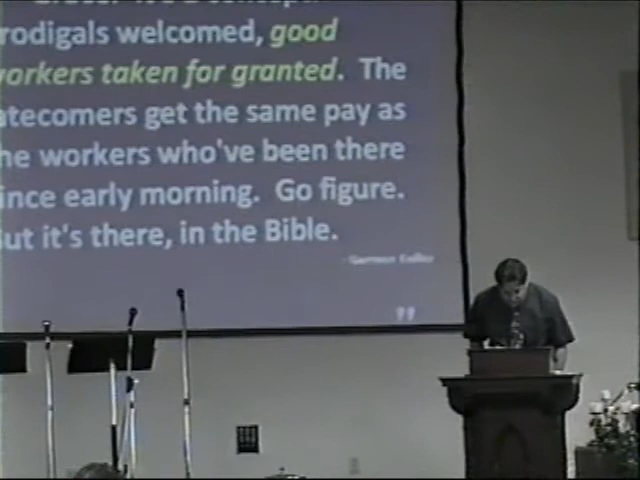 rodigals welcomed, good
workers taken for granted. The
atecomers get the same pay as
he workers who've been there
ince early morning. Go figure.
But it's there, in the Bible.
"